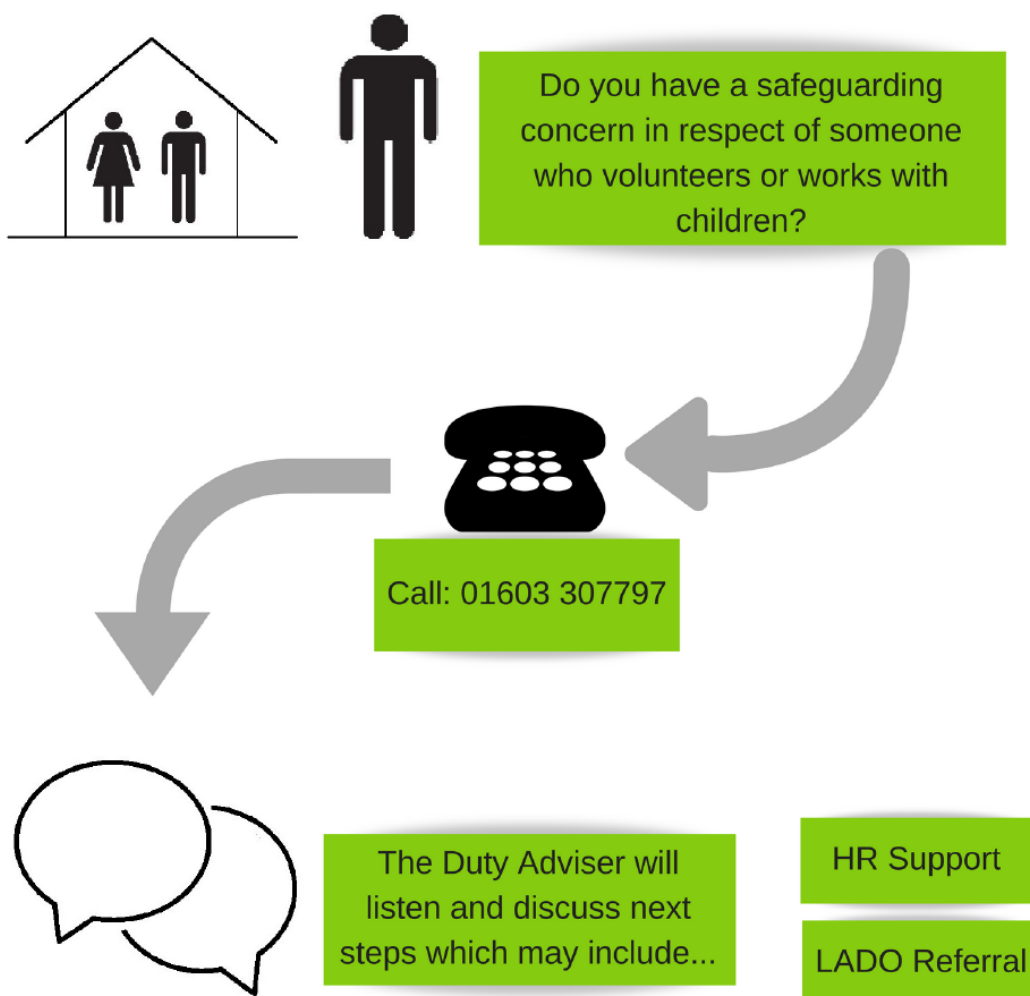 Do you have a safeguarding
concern in respect of someone
who volunteers or works with
children?
Call: 01603 307797
The Duty Adviser will
listen and discuss next
steps which may include...
HR Support
LADO Referral